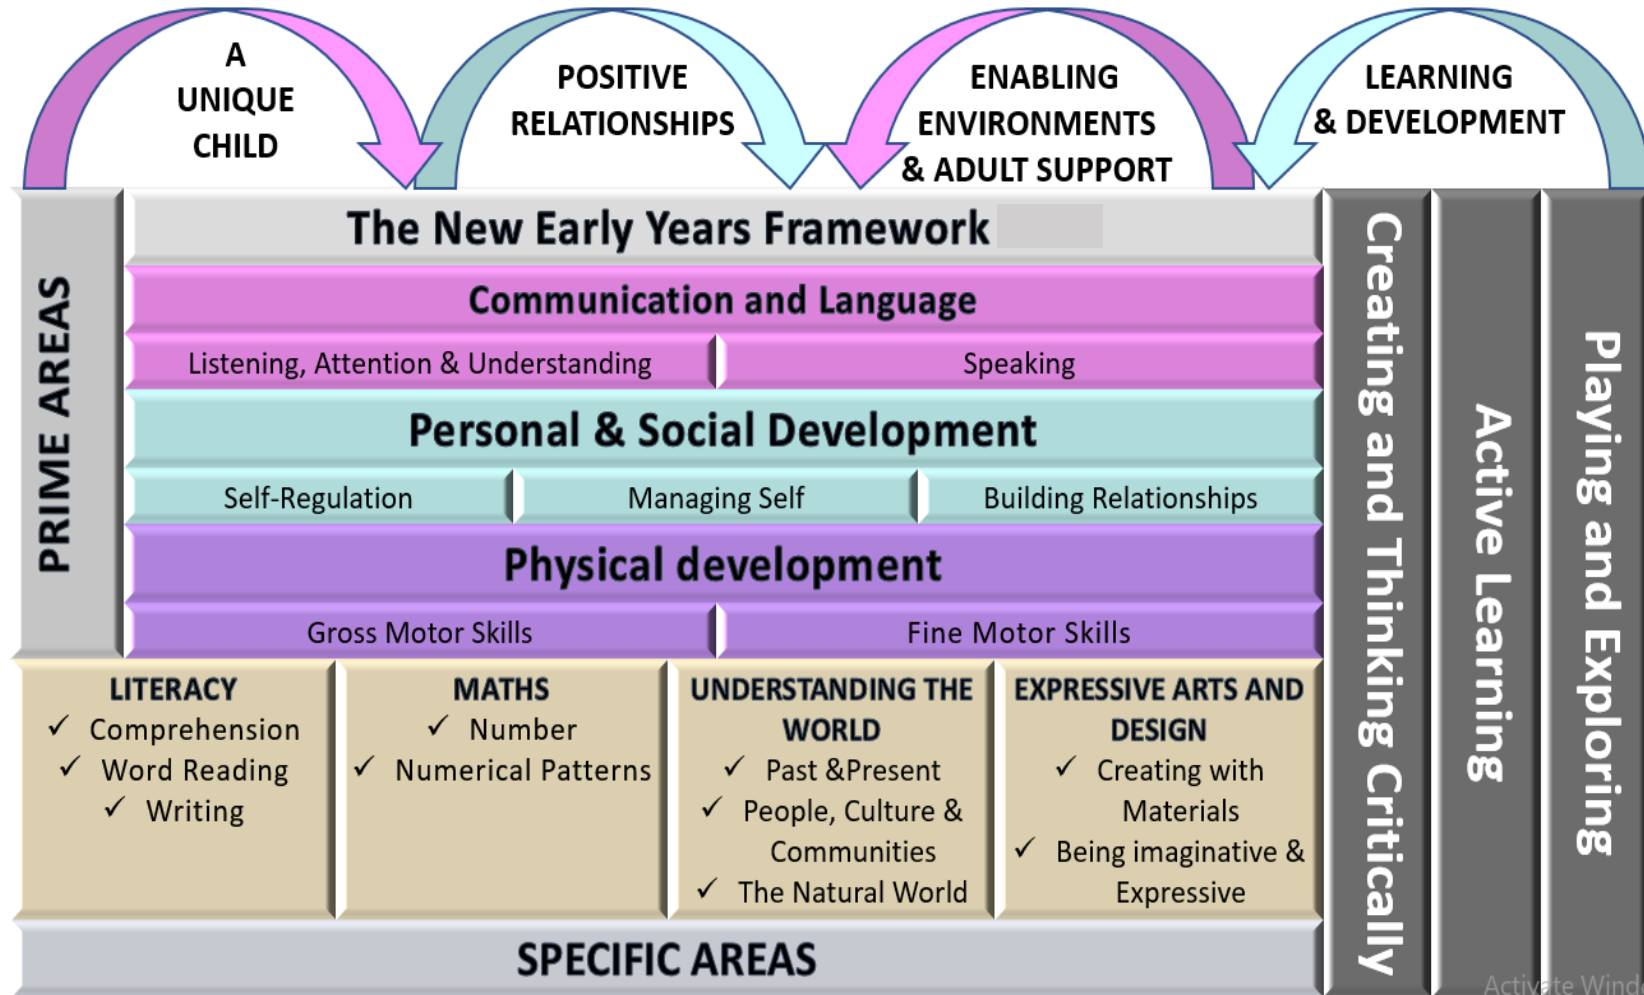 A
UNIQUE
CHILD
POSITIVE
RELATIONSHIPS
ENABLING
ENVIRONMENTS
& ADULT SUPPORT
LEARNING
& DEVELOPMENT
PRIME AREAS
The New Early Years Framework
Communication and Language
Listening, Attention & Understanding
Speaking
Personal & Social Development
Self-Regulation
Managing Self
Building Relationships
Physical development
Gross Motor Skills
Fine Motor Skills
LITERACY
✓ Comprehension
✓ Word Reading
✓ Writing
MATHS
✓ Number
✓ Numerical Patterns
UNDERSTANDING THE
WORLD
✓ Past &Present
✓ People, Culture &
Communities
✓ The Natural World
EXPRESSIVE ARTS AND
DESIGN
✓ Creating with
Materials
✓ Being imaginative &
Expressive
SPECIFIC AREAS
Creating and Thinking Critically
Active Learning
Playing and Exploring
Activate